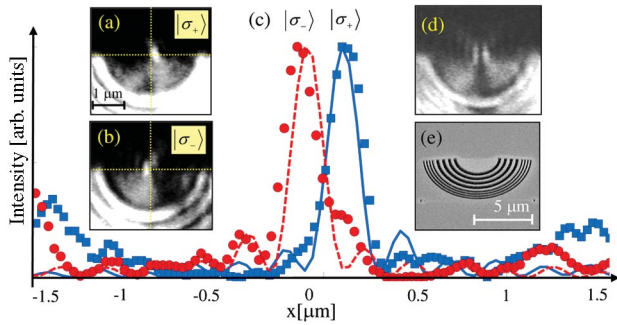 (a)
|σ₊⟩
1 μm
(b)
|σ₋⟩
(c)
|σ₋⟩ |σ₊⟩
(d)
(e)
5 μm
Intensity [arb. units]
-1.5 -1 -0.5 0 0.5 1 1.5
x[μm]